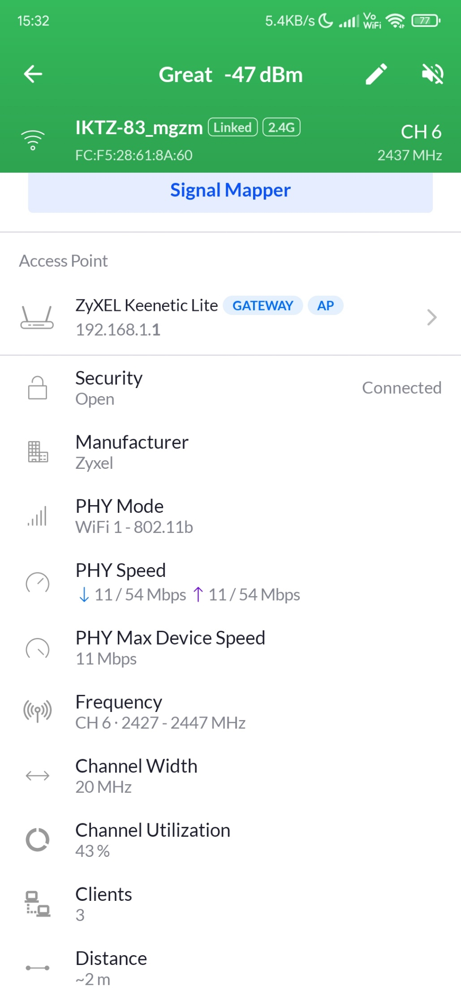 15:32 5.4KB/s Vo WiFi 77
Great -47 dBm
IKTZ-83_mgzm Linked 2.4G CH 6
FC:F5:28:61:8A:60 2437 MHz
Signal Mapper
Access Point
ZyXEL Keenetic Lite GATEWAY AP
192.168.1.1
Security
Open Connected
Manufacturer
Zyxel
PHY Mode
WiFi 1 - 802.11b
PHY Speed
↓ 11 / 54 Mbps ↑ 11 / 54 Mbps
PHY Max Device Speed
11 Mbps
Frequency
CH 6 · 2427 - 2447 MHz
Channel Width
20 MHz
Channel Utilization
43 %
Clients
3
Distance
~2 m